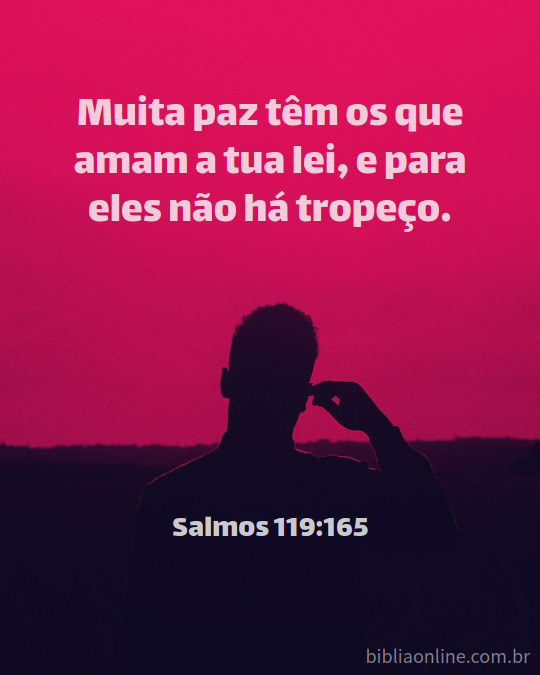 Muita paz têm os que
amam a tua lei, e para
eles não há tropeço.
Salmos 119:165
bibliaonline.com.br